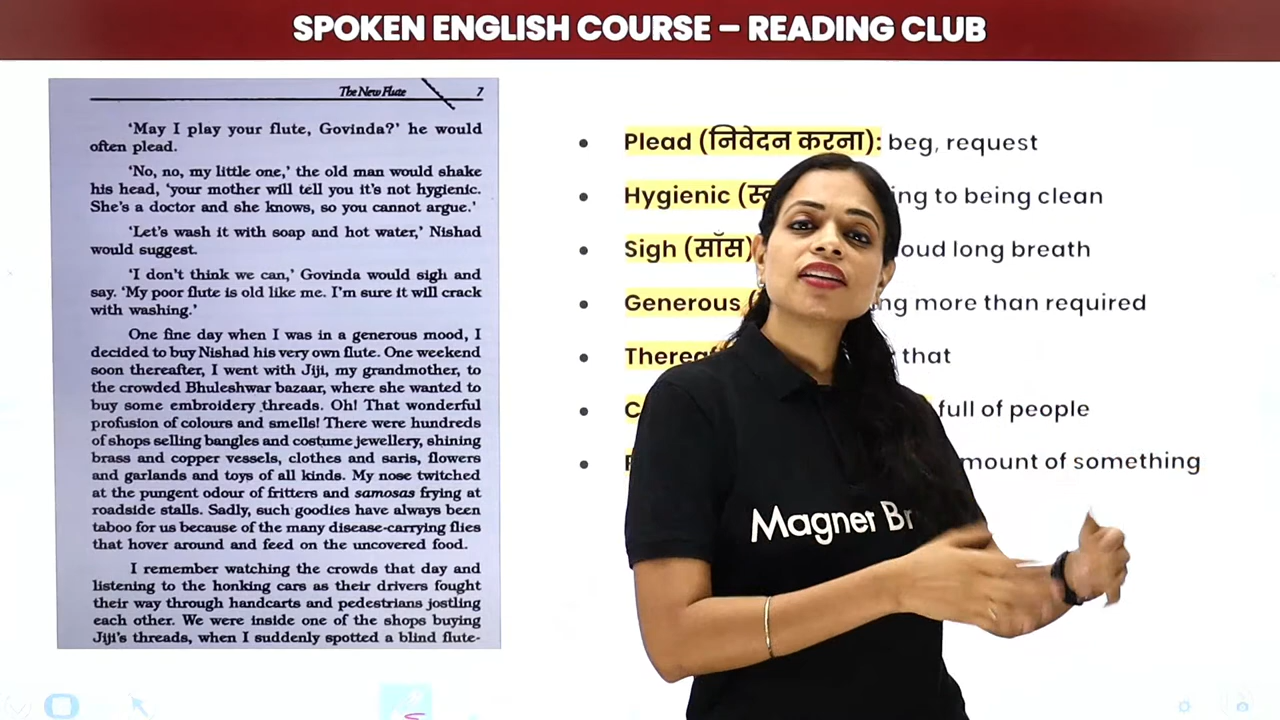 SPOKEN ENGLISH COURSE – READING CLUB
The New Flute 7
'May I play your flute, Govinda?' he would
often plead.
'No, no, my little one,' the old man would shake
his head, 'your mother will tell you it's not hygienic.
She's a doctor and she knows, so you cannot argue.'
'Let's wash it with soap and hot water,' Nishad
would suggest.
'I don't think we can,' Govinda would sigh and
say. 'My poor flute is old like me. I'm sure it will crack
with washing.'
One fine day when I was in a generous mood, I
decided to buy Nishad his very own flute. One weekend
soon thereafter, I went with Jiji, my grandmother, to
the crowded Bhuleshwar bazaar, where she wanted to
buy some embroidery threads. Oh! That wonderful
profusion of colours and smells! There were hundreds
of shops selling bangles and costume jewellery, shining
brass and copper vessels, clothes and saris, flowers
and garlands and toys of all kinds. My nose twitched
at the pungent odour of fritters and samosas frying at
roadside stalls. Sadly, such goodies have always been
taboo for us because of the many disease-carrying flies
that hover around and feed on the uncovered food.
I remember watching the crowds that day and
listening to the honking cars as their drivers fought
their way through handcarts and pedestrians jostling
each other. We were inside one of the shops buying
Jiji's threads, when I suddenly spotted a blind flute-
• Plead (निवेदन करना): beg, request
• Hygienic to being clean
• Sigh (साँस) loud long breath
• Generous more than required
• that
• full of people
• of something
Magnet Br